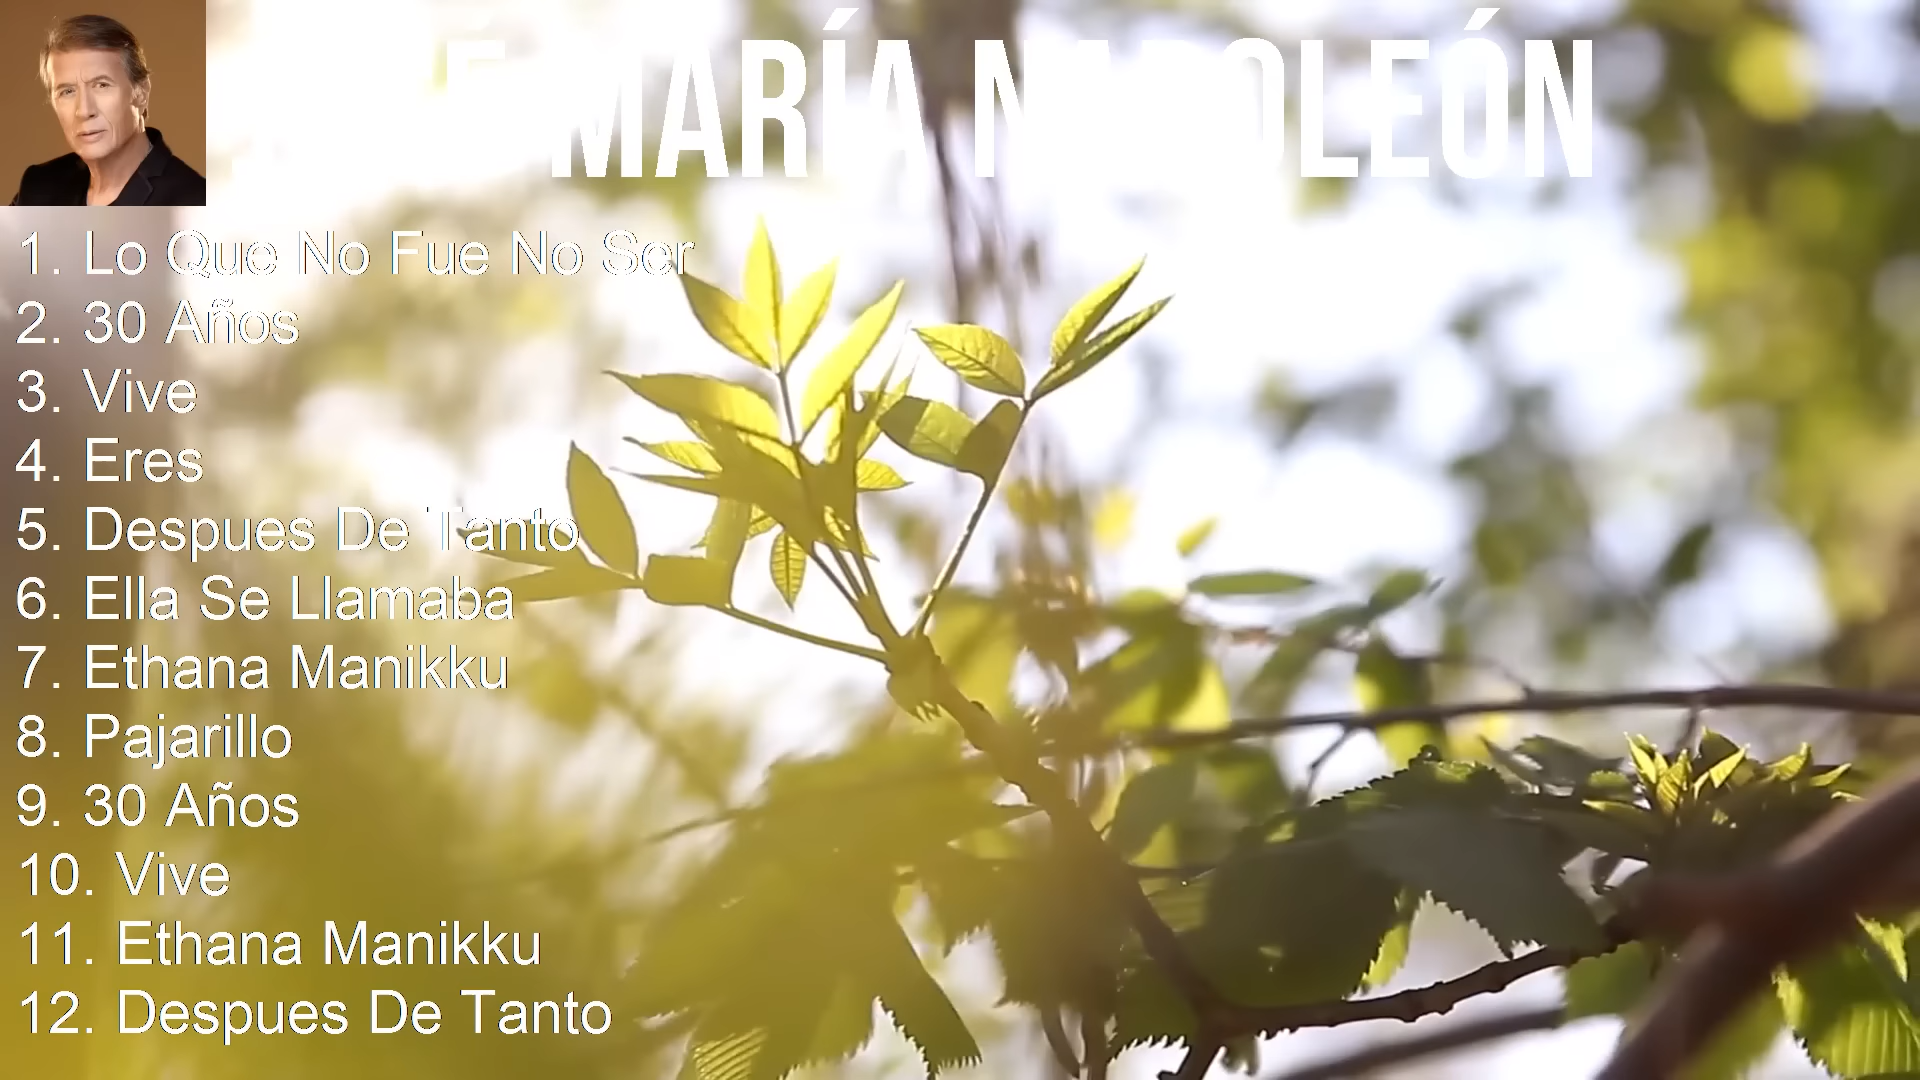 MARÍA NAPOLEÓN
1. Lo Que No Fue No Ser
2. 30 Años
3. Vive
4. Eres
5. Despues De Tanto
6. Ella Se Llamaba
7. Ethana Manikku
8. Pajarillo
9. 30 Años
10. Vive
11. Ethana Manikku
12. Despues De Tanto